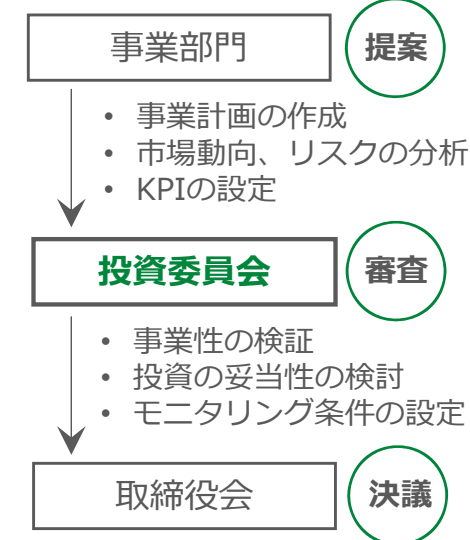 事業部門
提案
• 事業計画の作成
• 市場動向、リスクの分析
• KPIの設定
投資委員会
審査
• 事業性の検証
• 投資の妥当性の検討
• モニタリング条件の設定
取締役会
決議